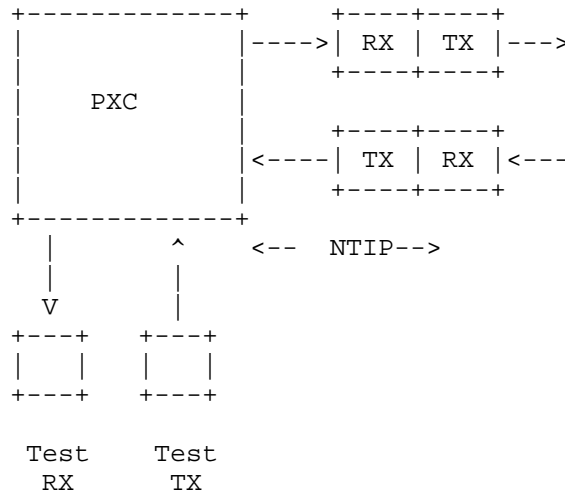 RX TX
PXC
TX RX
<-- NTIP-->
Test Test
RX TX